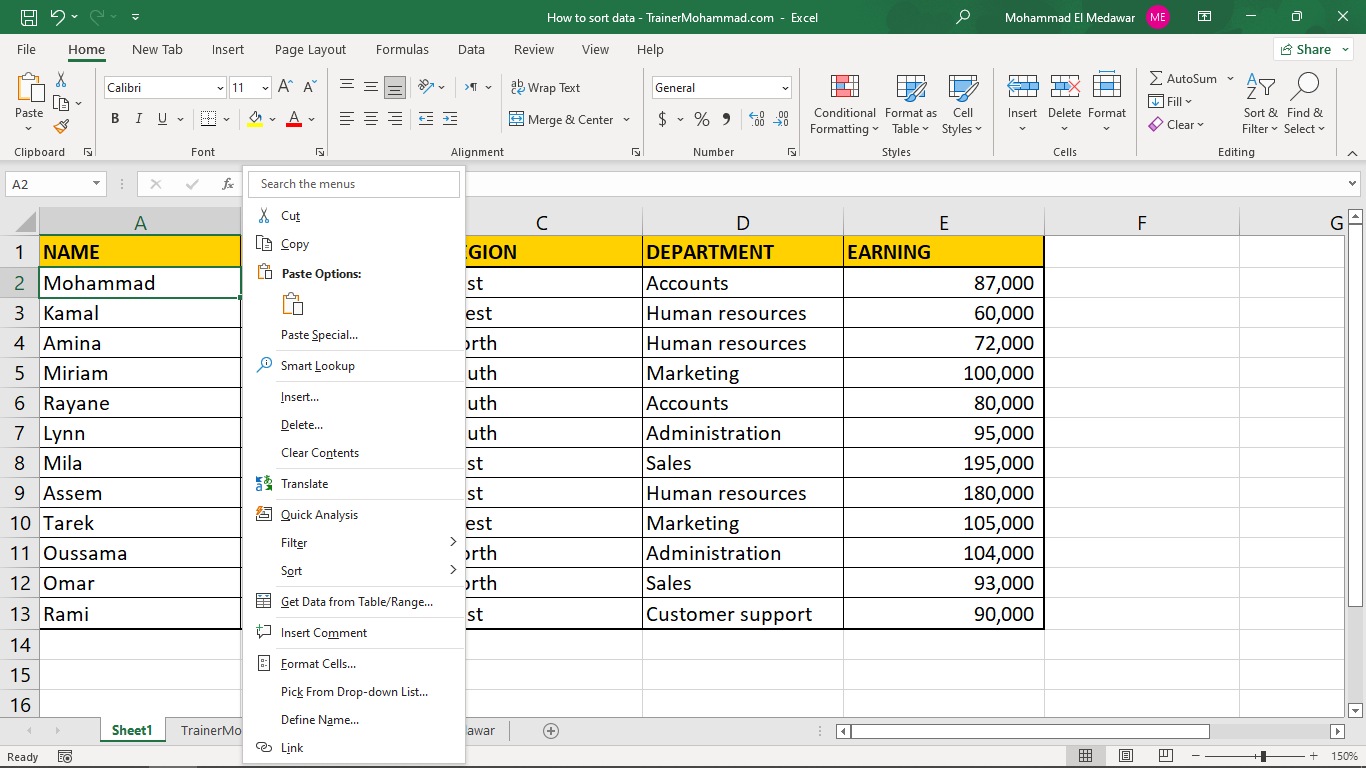 How to sort data - TrainerMohammad.com - Excel
Mohammad El Medawar ME
File Home New Tab Insert Page Layout Formulas Data Review View Help Share
Paste
Clipboard
Calibri 11
B I U A
Font
Wrap Text
Merge & Center
Alignment
General
$ %
Number
Conditional Formatting
Format as Table
Cell Styles
Styles
Insert Delete Format
Cells
AutoSum
Fill
Clear
Sort & Filter
Find & Select
Editing
A2 fx
Search the menus
Cut
Copy
Paste Options:
Paste Special...
Smart Lookup
Insert...
Delete...
Clear Contents
Translate
Quick Analysis
Filter
Sort
Get Data from Table/Range...
Insert Comment
Format Cells...
Pick From Drop-down List...
Define Name...
Link
A C D E F G
1 NAME GION DEPARTMENT EARNING
2 Mohammad st Accounts 87,000
3 Kamal est Human resources 60,000
4 Amina orth Human resources 72,000
5 Miriam uth Marketing 100,000
6 Rayane uth Accounts 80,000
7 Lynn uth Administration 95,000
8 Mila st Sales 195,000
9 Assem st Human resources 180,000
10 Tarek est Marketing 105,000
11 Oussama orth Administration 104,000
12 Omar orth Sales 93,000
13 Rami st Customer support 90,000
14
15
16
Sheet1 TrainerMo awar
Ready 150%